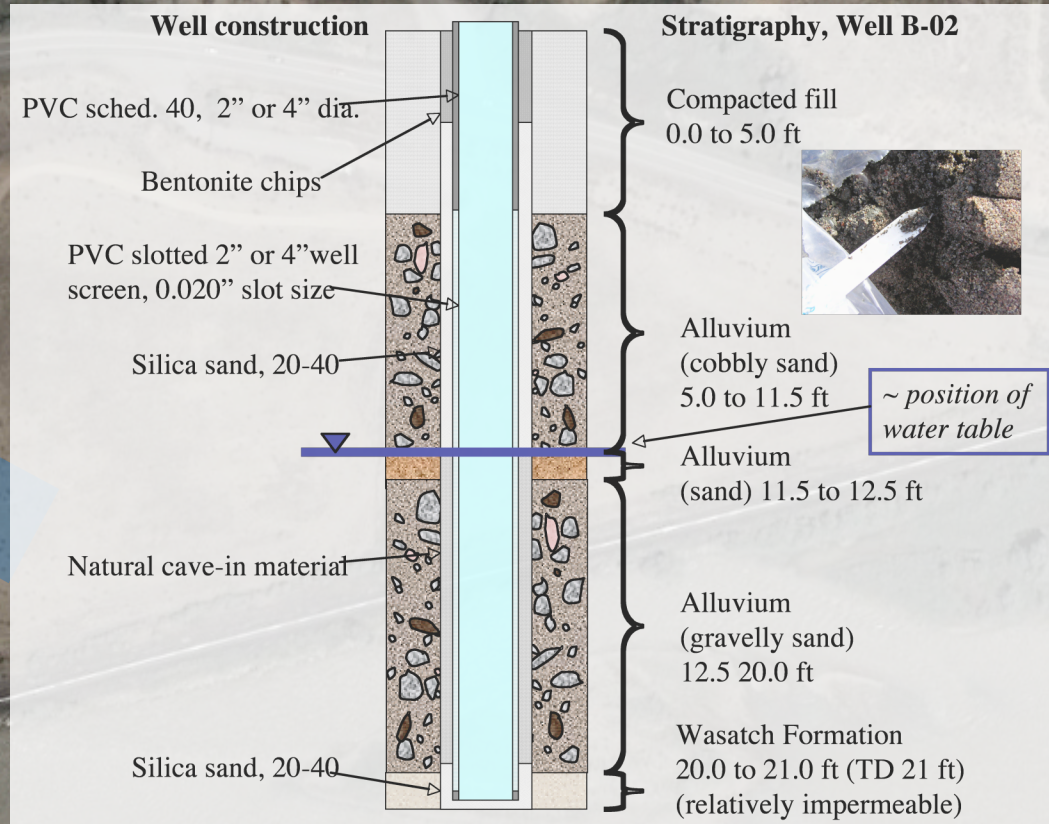 Well construction
PVC sched. 40, 2” or 4” dia.
Bentonite chips
PVC slotted 2” or 4”well
screen, 0.020” slot size
Silica sand, 20-40
Natural cave-in material
Silica sand, 20-40
Stratigraphy, Well B-02
Compacted fill
0.0 to 5.0 ft
Alluvium
(cobbly sand)
5.0 to 11.5 ft
~ position of
water table
Alluvium
(sand) 11.5 to 12.5 ft
Alluvium
(gravelly sand)
12.5 20.0 ft
Wasatch Formation
20.0 to 21.0 ft (TD 21 ft)
(relatively impermeable)